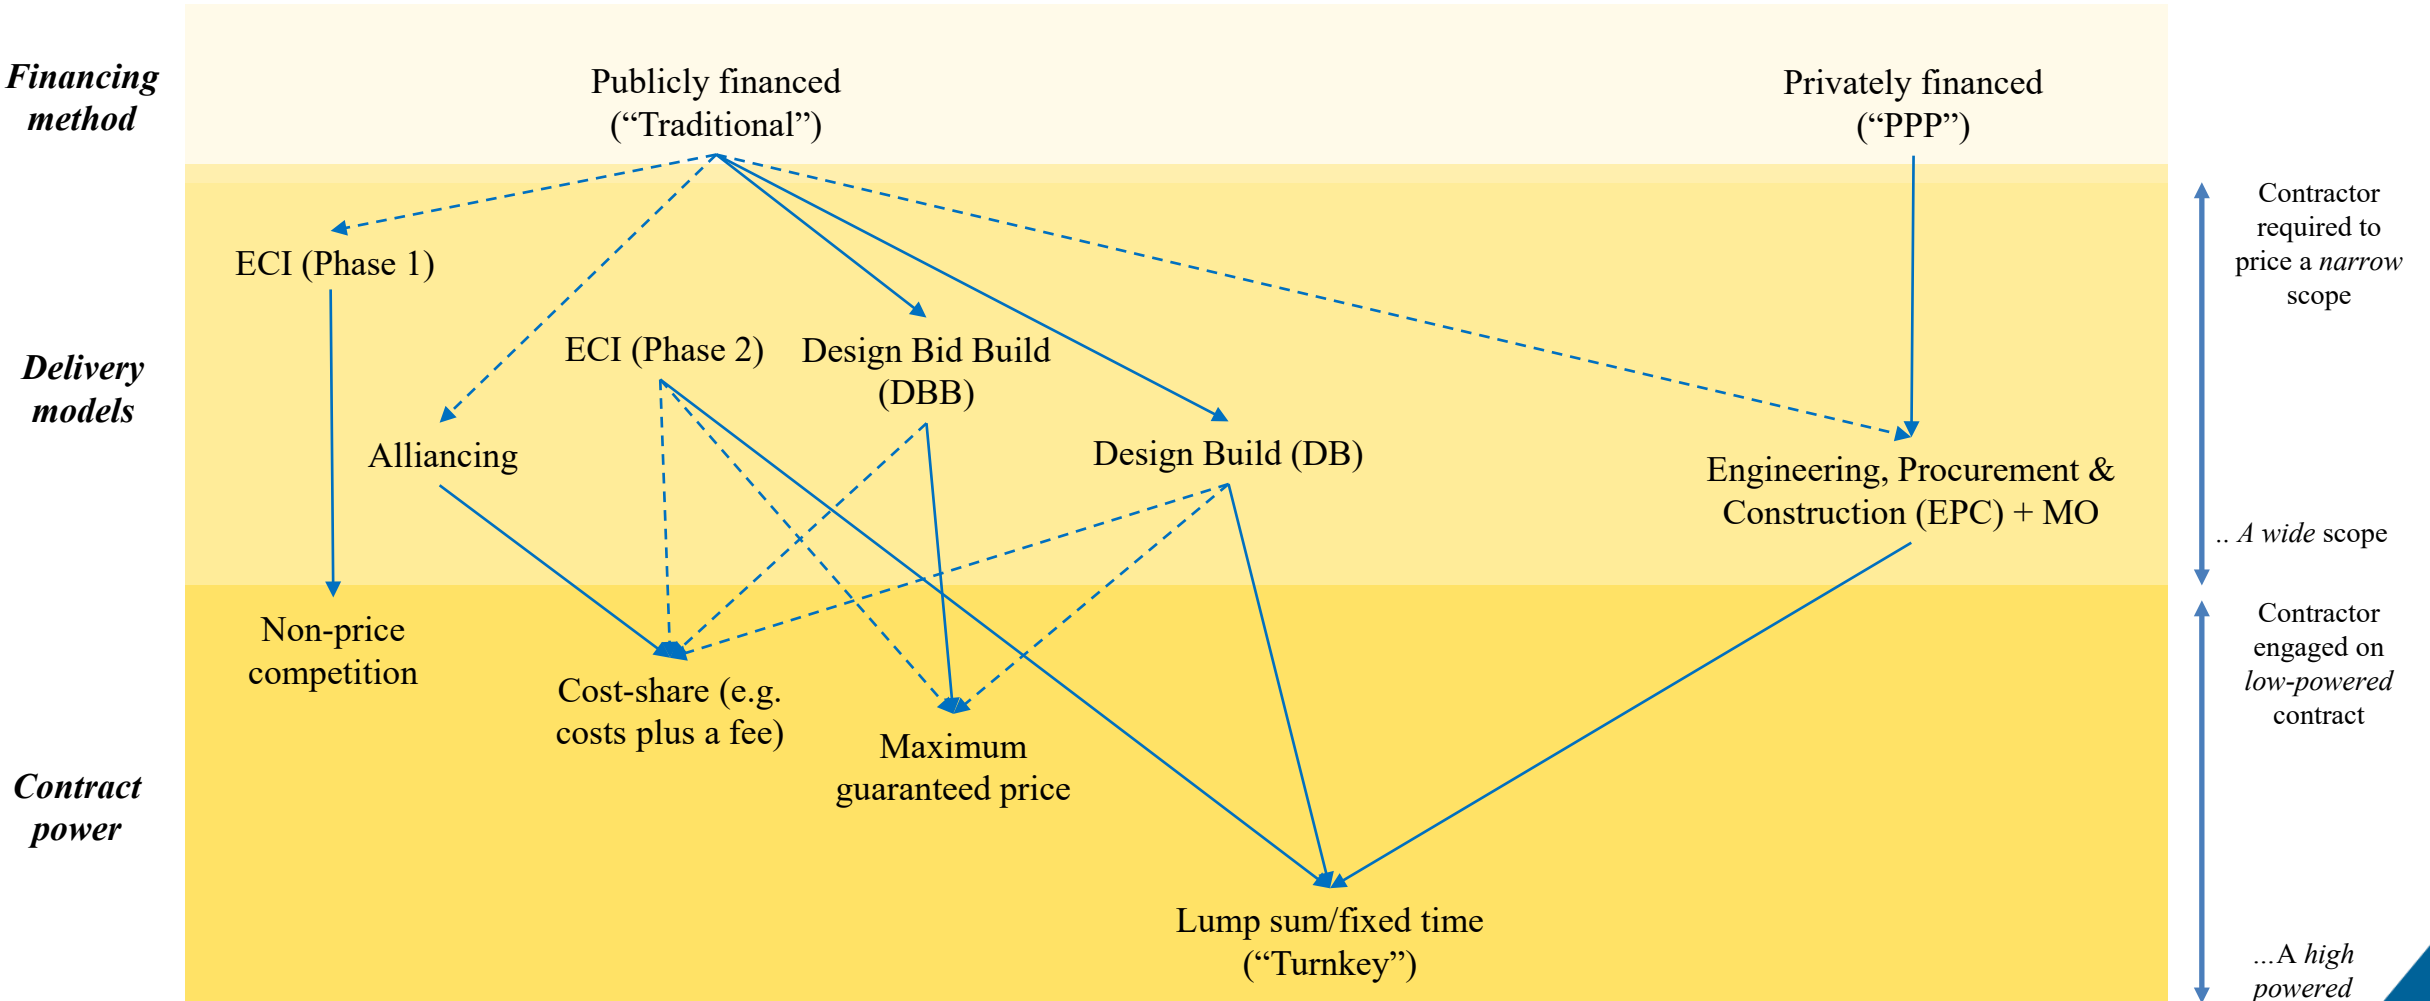 Financing
method
Publicly financed
(“Traditional”)
Privately financed
(“PPP”)
Delivery
models
ECI (Phase 1)
ECI (Phase 2)
Design Bid Build
(DBB)
Alliancing
Design Build (DB)
Engineering, Procurement &
Construction (EPC) + MO
Contractor
required to
price a narrow
scope
.. A wide scope
Contract
power
Non-price
competition
Cost-share (e.g.
costs plus a fee)
Maximum
guaranteed price
Lump sum/fixed time
(“Turnkey”)
Contractor
engaged on
low-powered
contract
...A high
powered